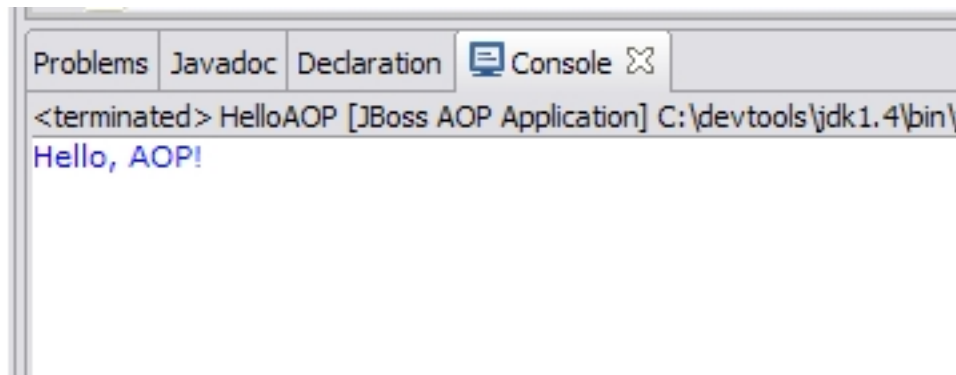 Problems Javadoc Declaration Console
<terminated> HelloAOP [JBoss AOP Application] C:\devtools\jdk1.4\bin\
Hello, AOP!